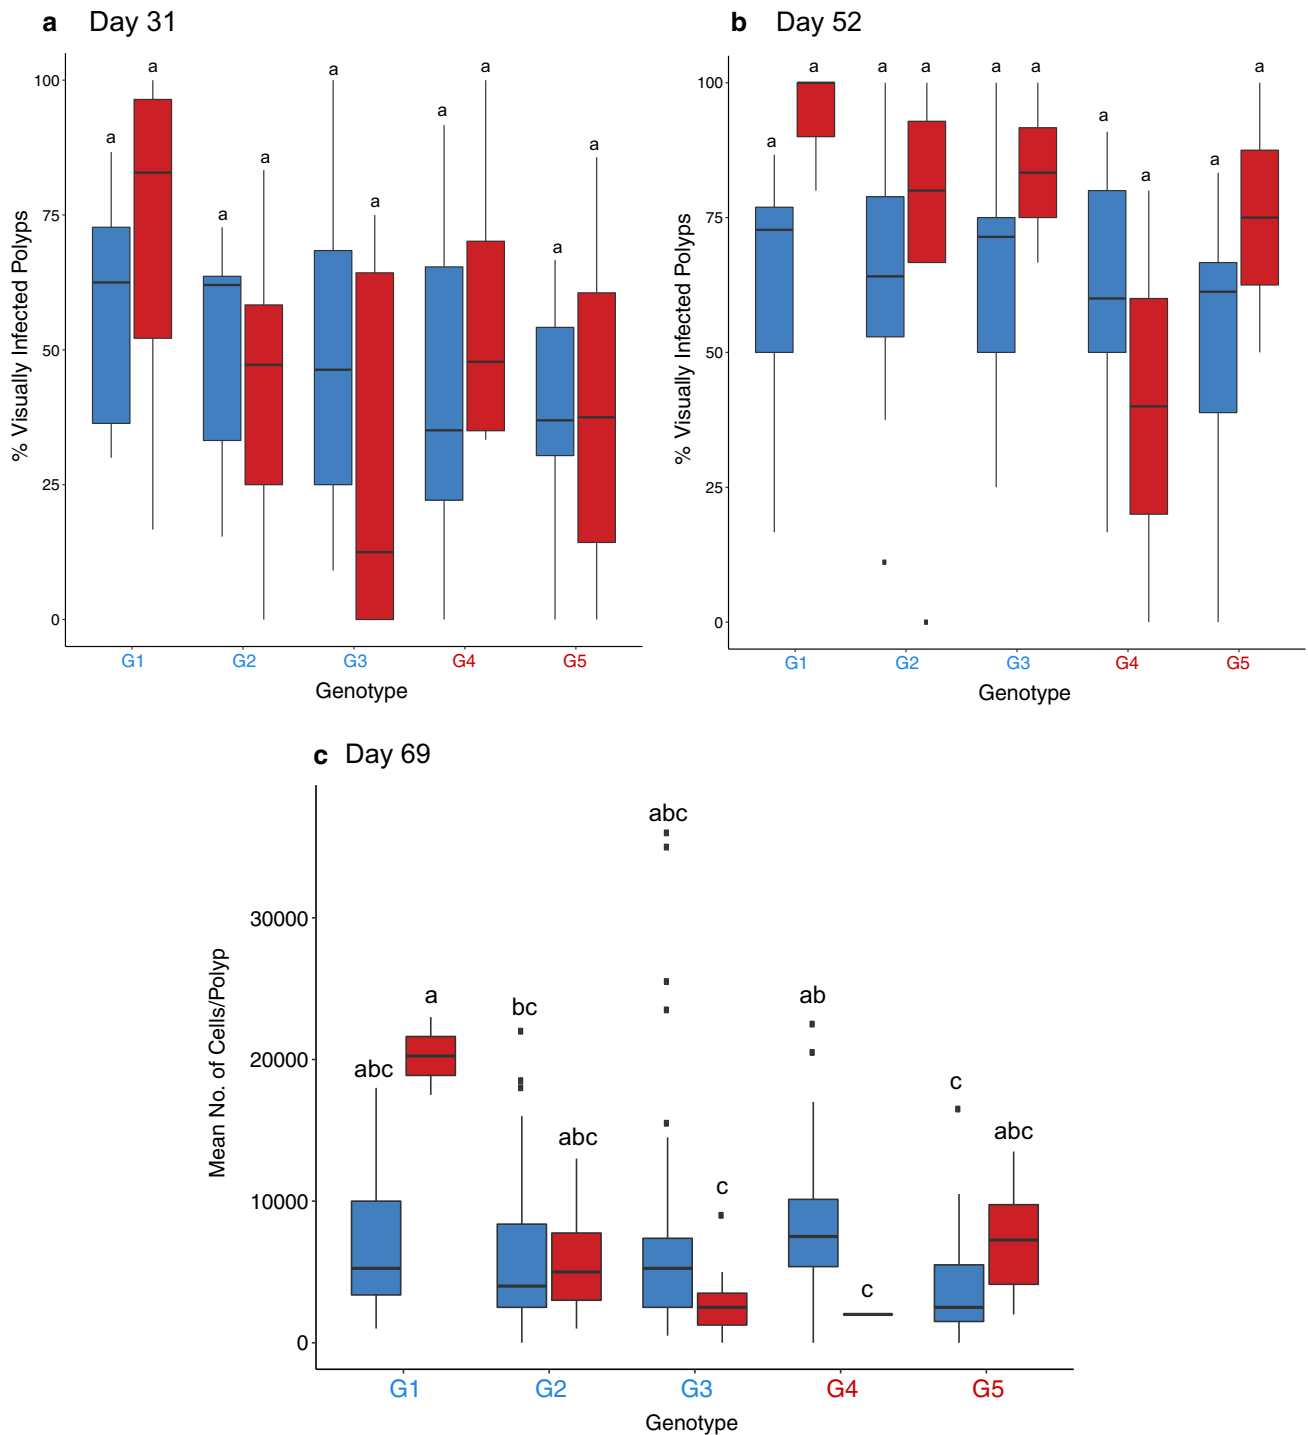 a Day 31
% Visually Infected Polyps
100
75
50
25
0
a a a a a a a a a a
G1 G2 G3 G4 G5
Genotype
b Day 52
% Visually Infected Polyps
100
75
50
25
0
a a a a a a a a a a
G1 G2 G3 G4 G5
Genotype
c Day 69
Mean No. of Cells/Polyp
30000
20000
10000
0
abc a bc abc abc c ab c c abc
G1 G2 G3 G4 G5
Genotype